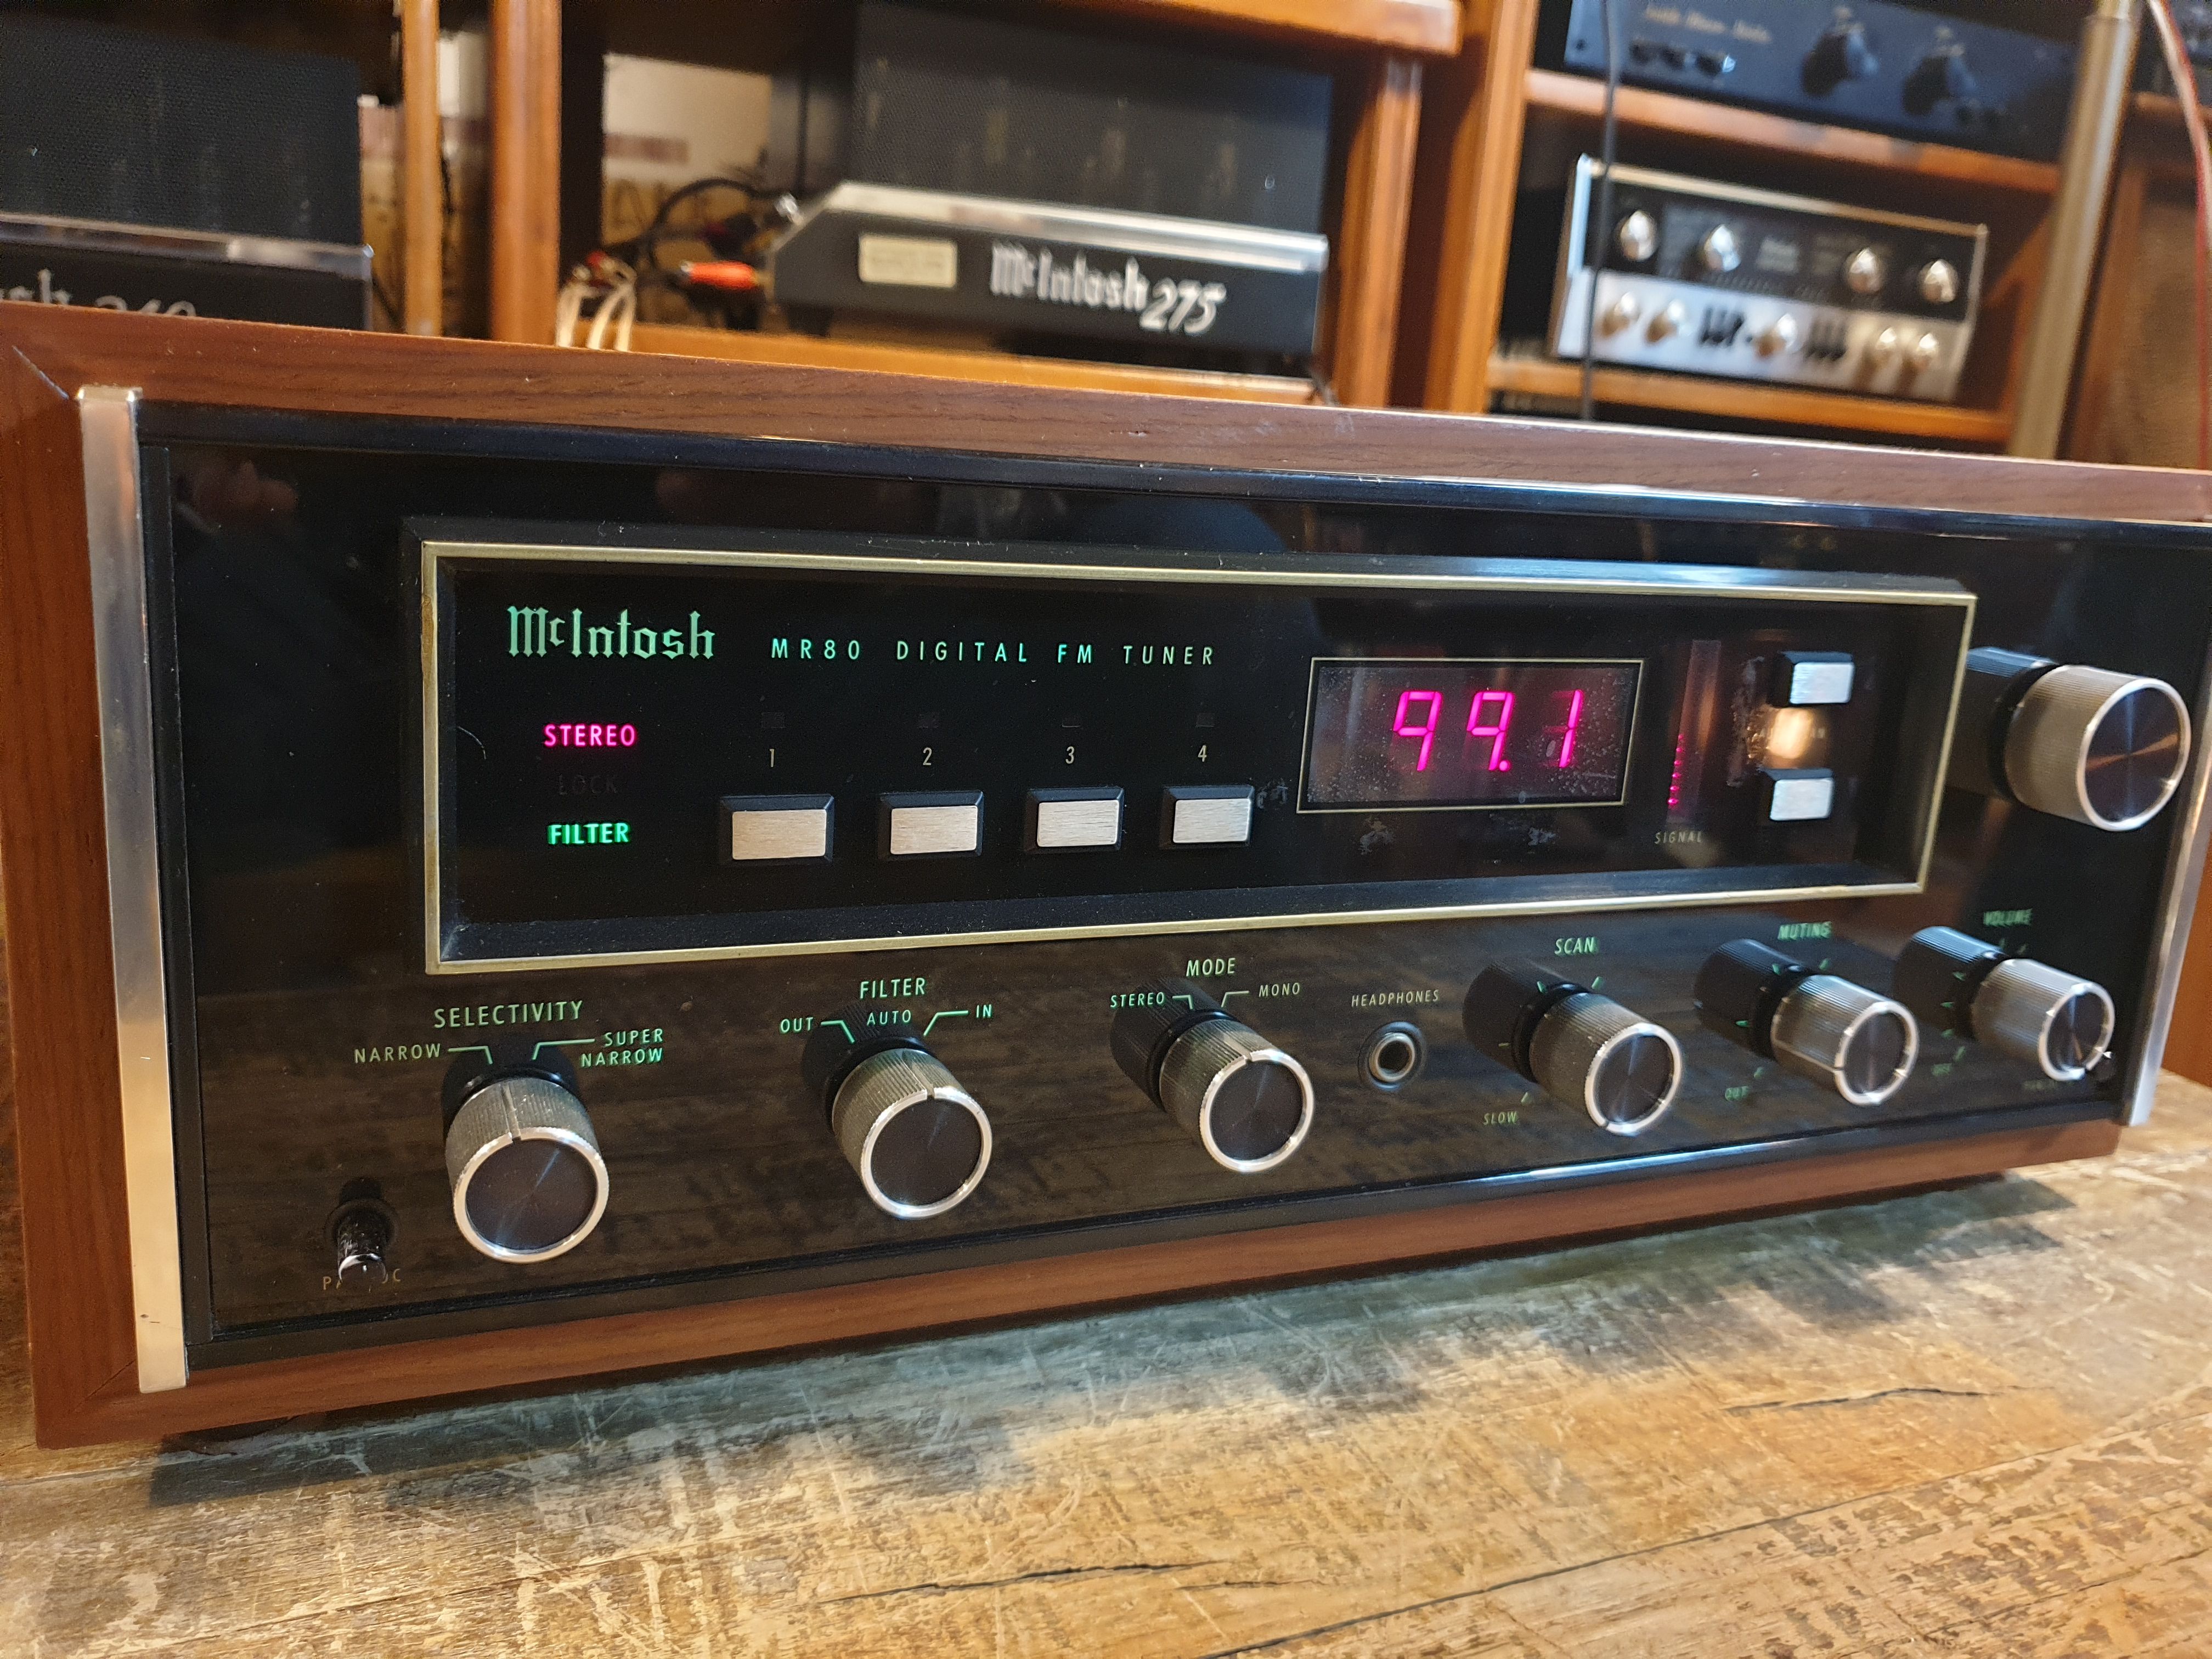 McIntosh 275
McIntosh MR80 DIGITAL FM TUNER
STEREO
LOCK
FILTER
1 2 3 4
99.1
SIGNAL
SELECTIVITY
NARROW
SUPER
NARROW
FILTER
OUT AUTO IN
MODE
STEREO MONO
HEADPHONES
SCAN
SLOW
MUTING
OUT
VOLUME